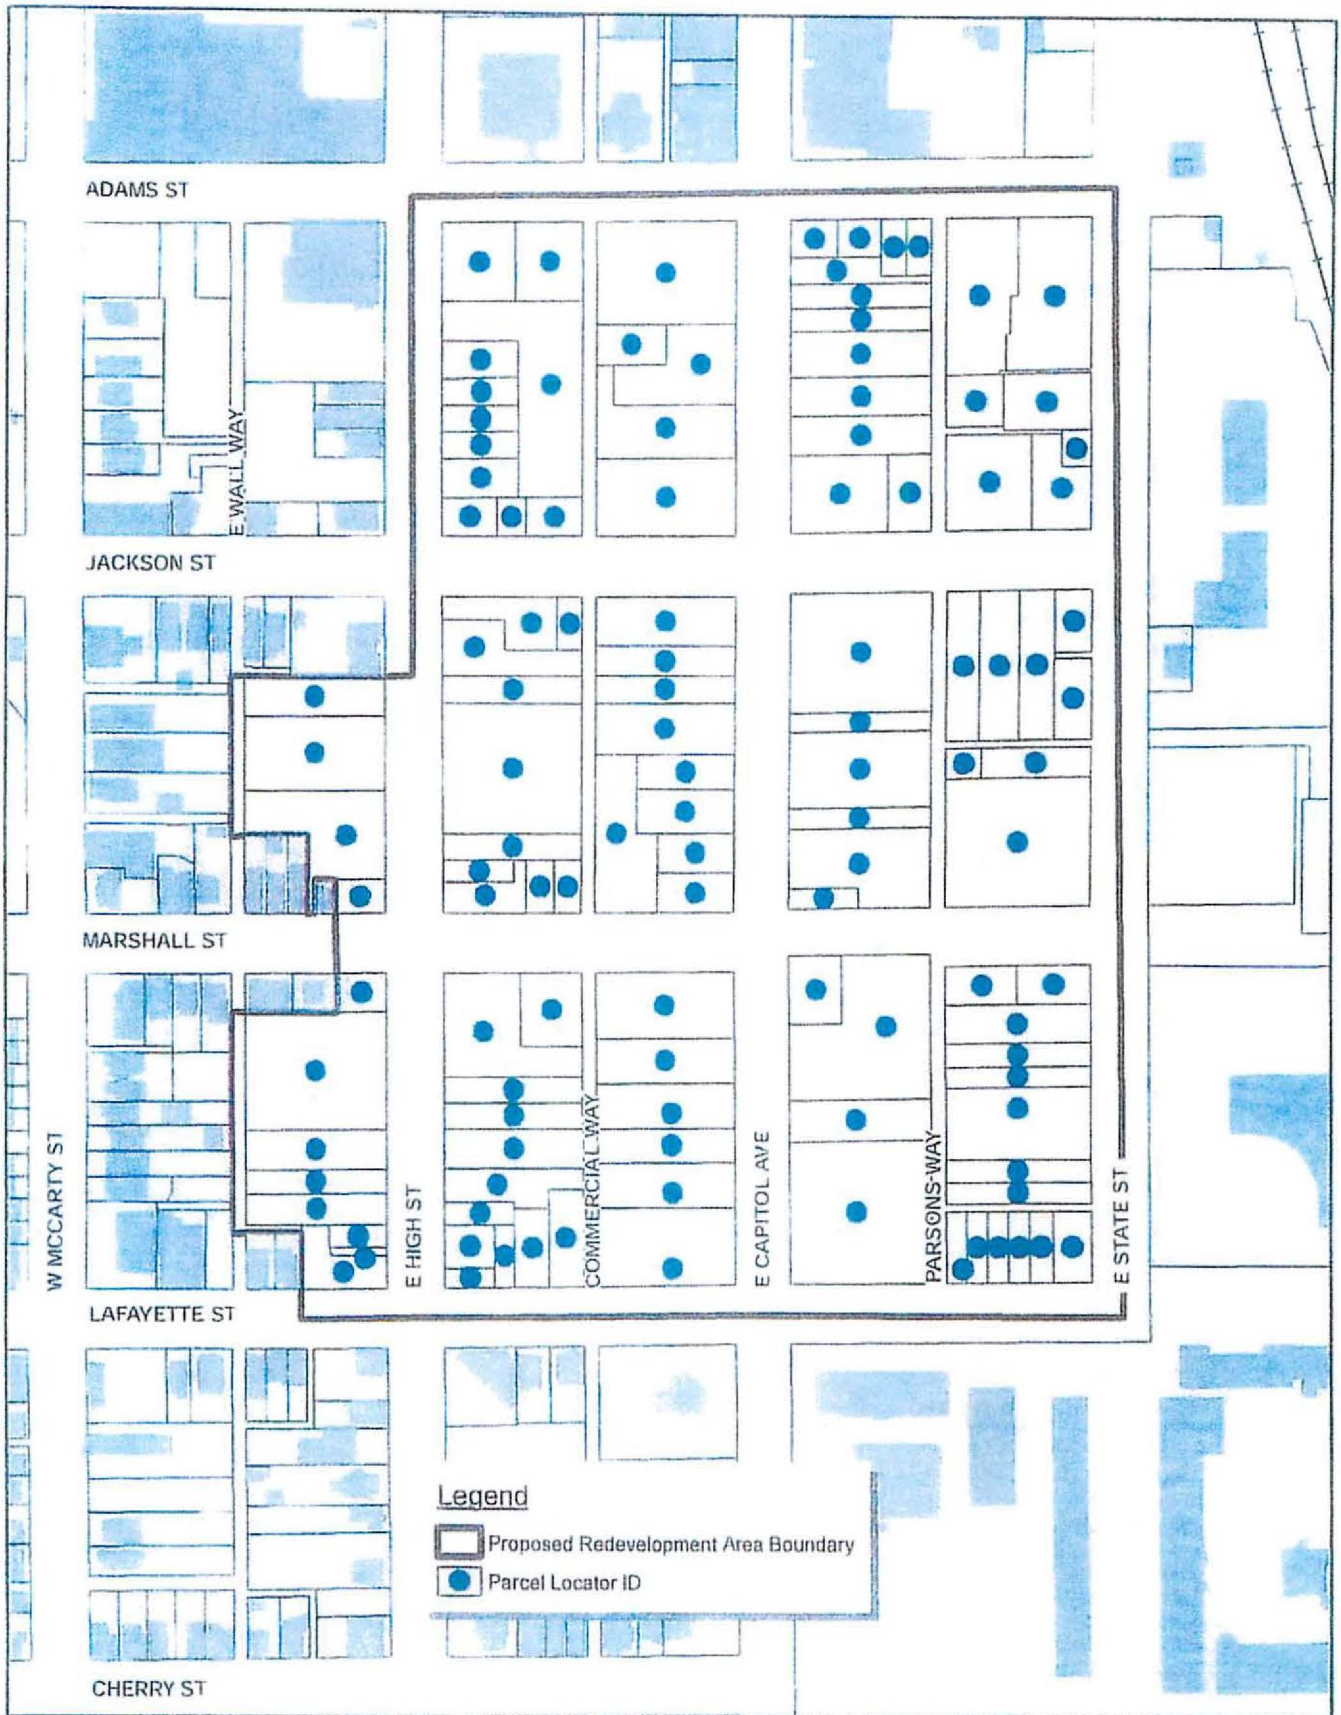 ADAMS ST
E WALL WAY
JACKSON ST
MARSHALL ST
W MCCARTY ST
E HIGH ST
COMMERCIAL WAY
E CAPITOL AVE
PARSONS-WAY
E STATE ST
LAFAYETTE ST
Legend
Proposed Redevelopment Area Boundary
Parcel Locator ID
CHERRY ST